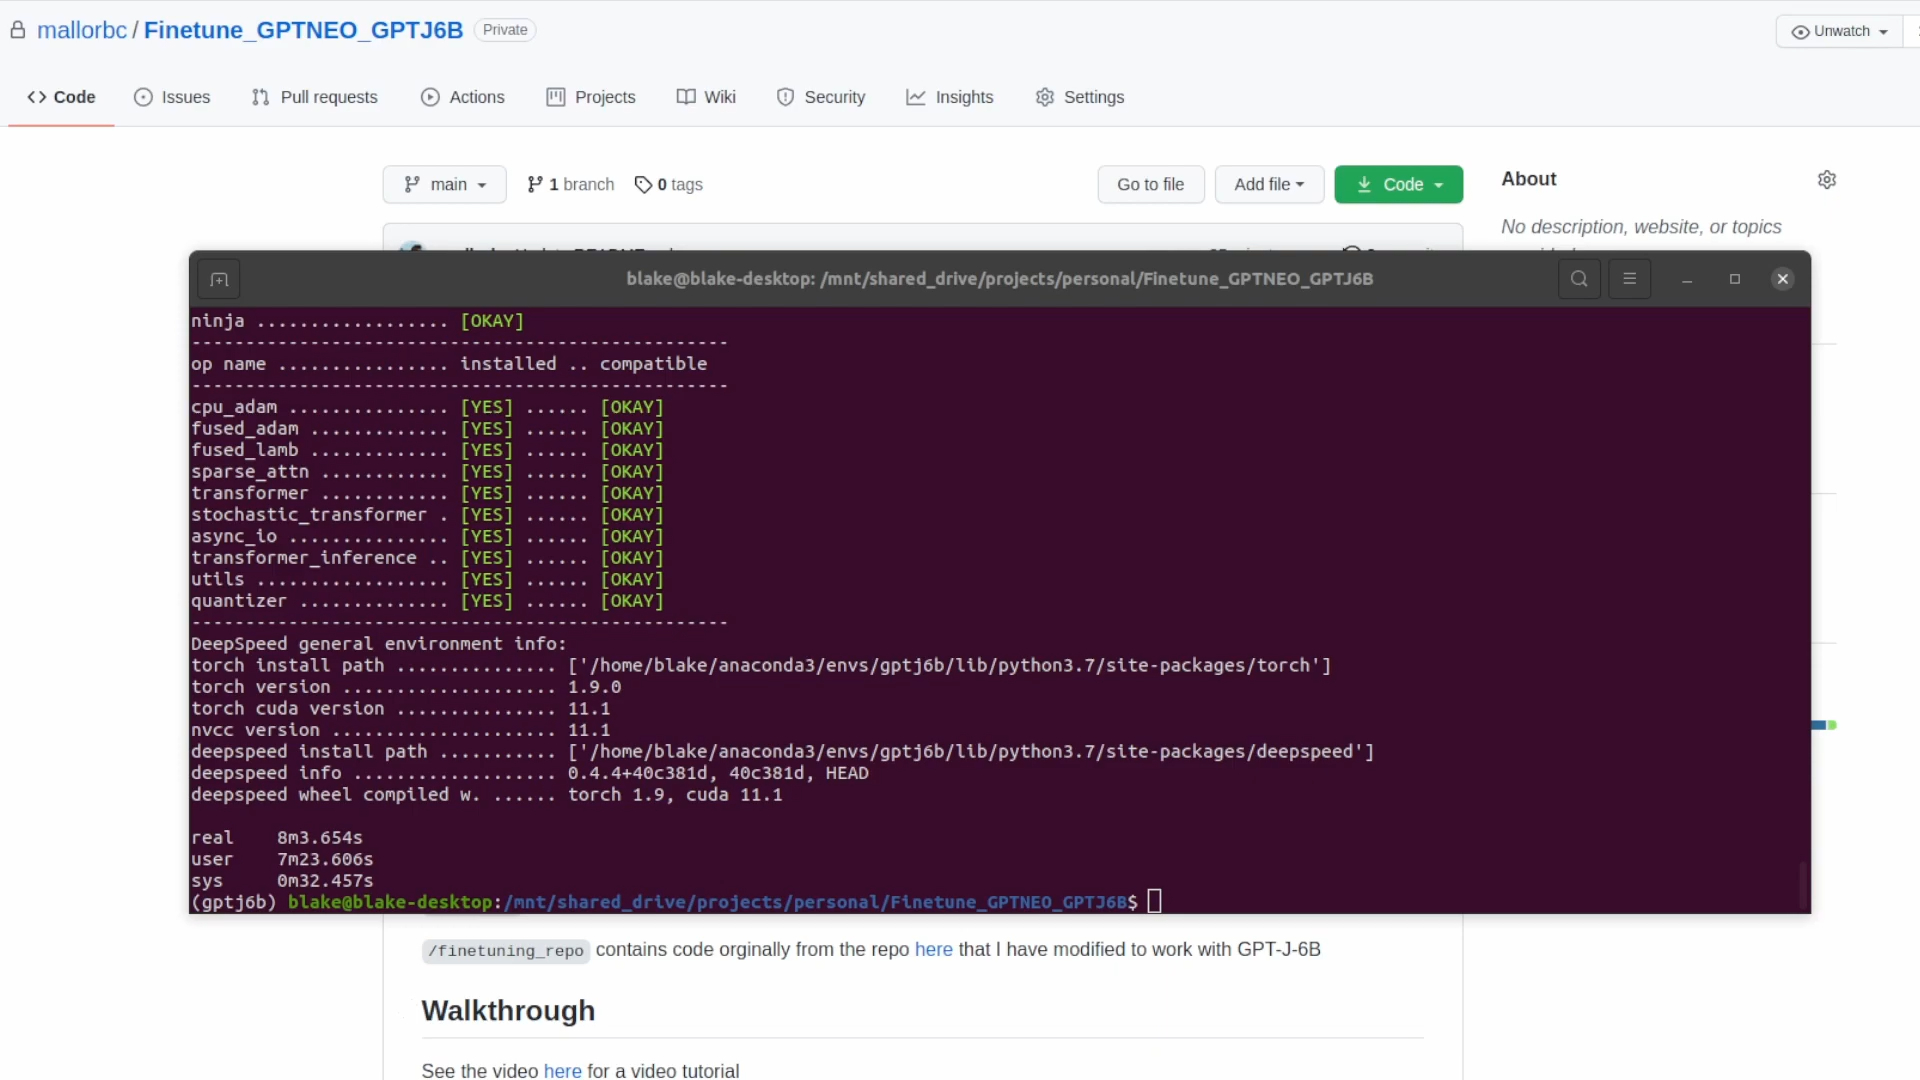 mallorbc / Finetune_GPTNEO_GPTJ6B Private
Unwatch
Code Issues Pull requests Actions Projects Wiki Security Insights Settings
main 1 branch 0 tags Go to file Add file Code
About
No description, website, or topics
blake@blake-desktop: /mnt/shared_drive/projects/personal/Finetune_GPTNEO_GPTJ6B
ninja .................. [OKAY]
--------------------------------------------------
op name ................ installed .. compatible
--------------------------------------------------
cpu_adam ............... [YES] ...... [OKAY]
fused_adam ............. [YES] ...... [OKAY]
fused_lamb ............. [YES] ...... [OKAY]
sparse_attn ............ [YES] ...... [OKAY]
transformer ............ [YES] ...... [OKAY]
stochastic_transformer . [YES] ...... [OKAY]
async_io ............... [YES] ...... [OKAY]
transformer_inference .. [YES] ...... [OKAY]
utils .................. [YES] ...... [OKAY]
quantizer .............. [YES] ...... [OKAY]
--------------------------------------------------
DeepSpeed general environment info:
torch install path ............... ['/home/blake/anaconda3/envs/gptj6b/lib/python3.7/site-packages/torch']
torch version .................... 1.9.0
torch cuda version ............... 11.1
nvcc version ..................... 11.1
deepspeed install path ........... ['/home/blake/anaconda3/envs/gptj6b/lib/python3.7/site-packages/deepspeed']
deepspeed info ................... 0.4.4+40c381d, 40c381d, HEAD
deepspeed wheel compiled w. ...... torch 1.9, cuda 11.1
real 8m3.654s
user 7m23.606s
sys 0m32.457s
(gptj6b) blake@blake-desktop:/mnt/shared_drive/projects/personal/Finetune_GPTNEO_GPTJ6B$
/finetuning_repo contains code orginally from the repo here that I have modified to work with GPT-J-6B
Walkthrough
See the video here for a video tutorial